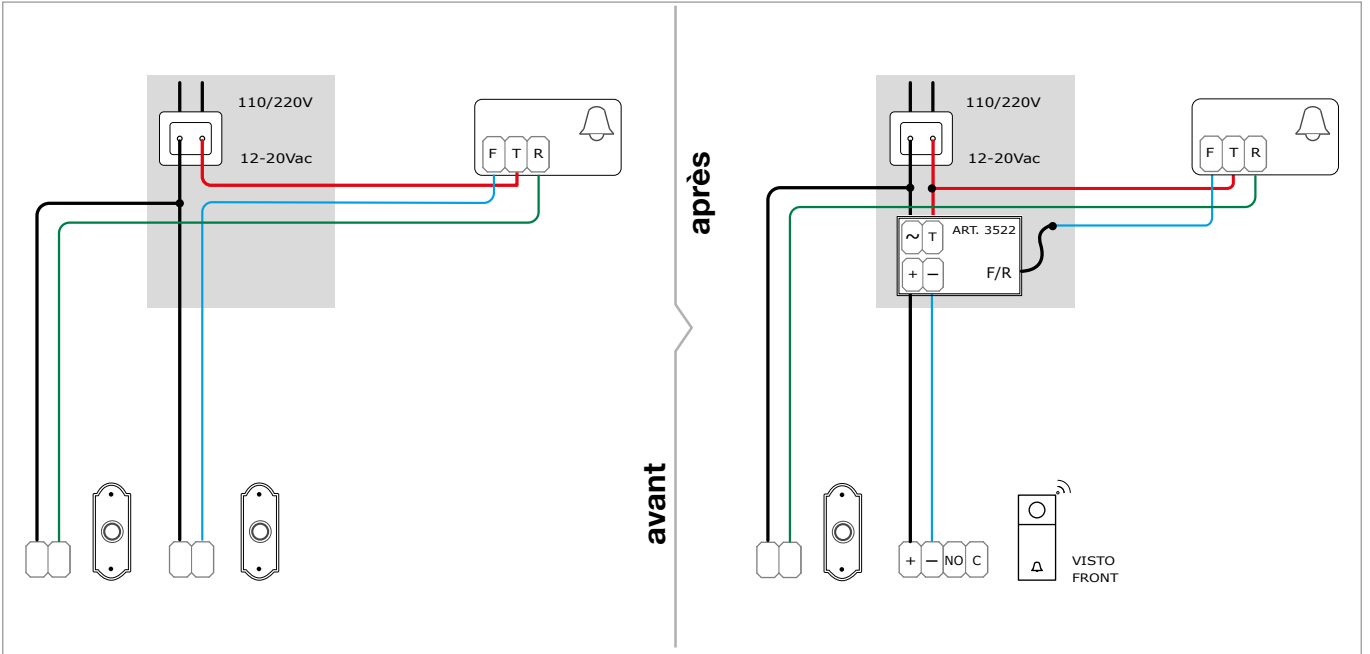 110/220V
12-20Vac
F T R
avant
après
110/220V
12-20Vac
F T R
~ T ART. 3522
+ − F/R
+ − NO C
VISTO
FRONT